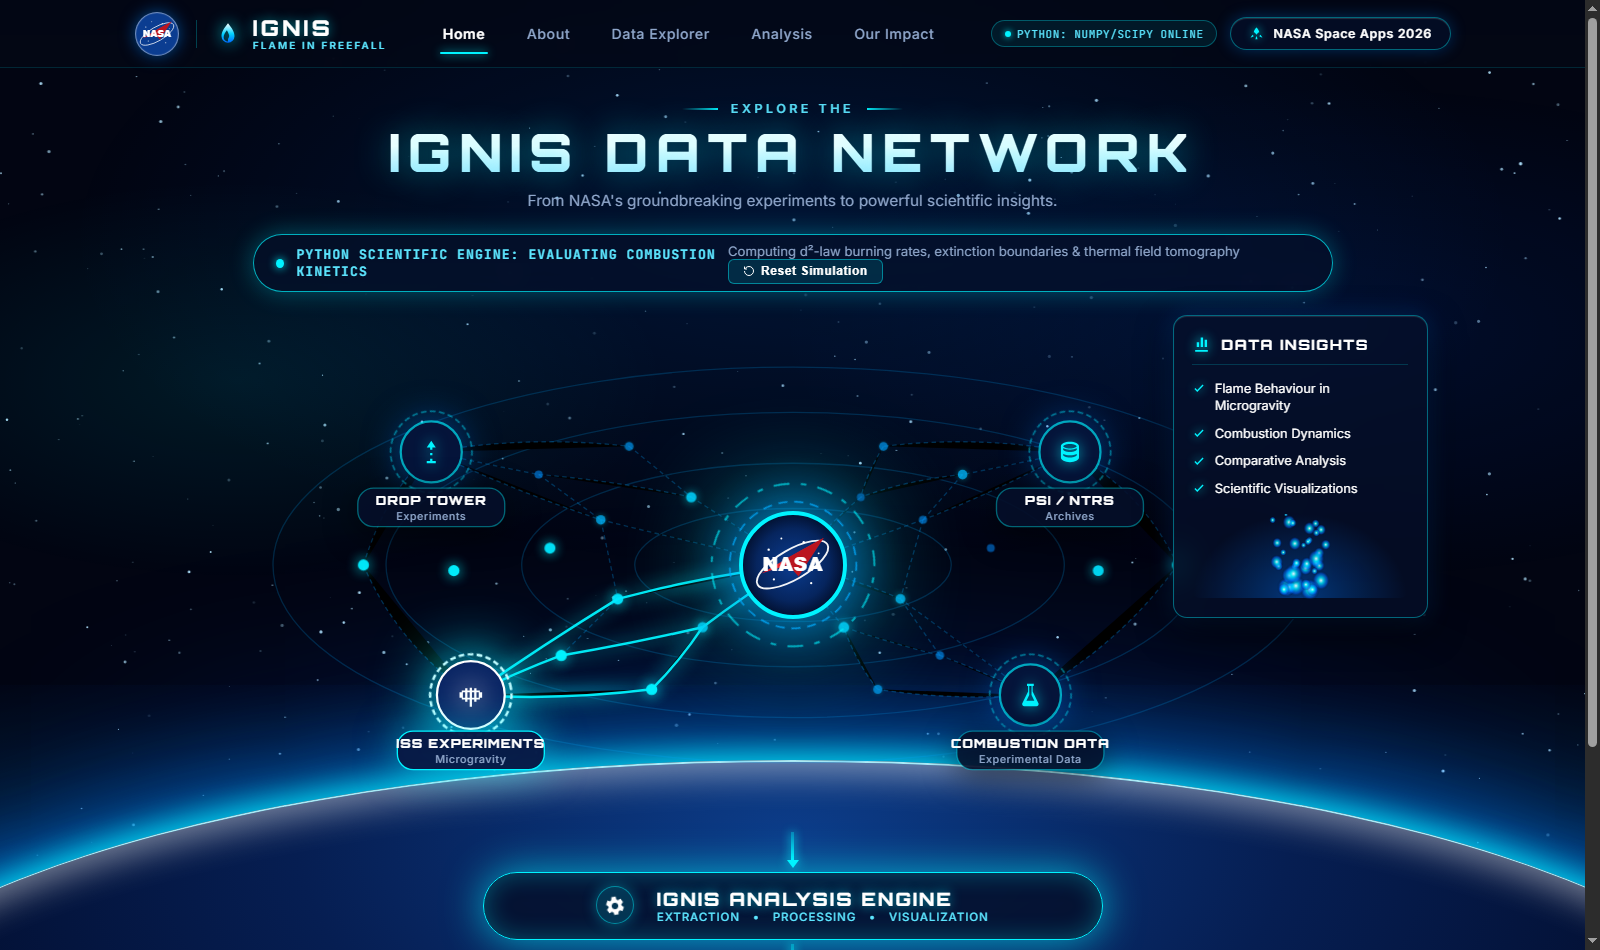 NASA
IGNIS
FLAME IN FREEFALL
Home
About
Data Explorer
Analysis
Our Impact
PYTHON: NUMPY/SCIPY ONLINE
NASA Space Apps 2026
EXPLORE THE
IGNIS DATA NETWORK
From NASA's groundbreaking experiments to powerful scientific insights.
PYTHON SCIENTIFIC ENGINE: EVALUATING COMBUSTION
KINETICS
Computing d²-law burning rates, extinction boundaries & thermal field tomography
Reset Simulation
DATA INSIGHTS
Flame Behaviour in
Microgravity
Combustion Dynamics
Comparative Analysis
Scientific Visualizations
DROP TOWER
Experiments
PSI / NTRS
Archives
NASA
ISS EXPERIMENTS
Microgravity
COMBUSTION DATA
Experimental Data
IGNIS ANALYSIS ENGINE
EXTRACTION • PROCESSING • VISUALIZATION